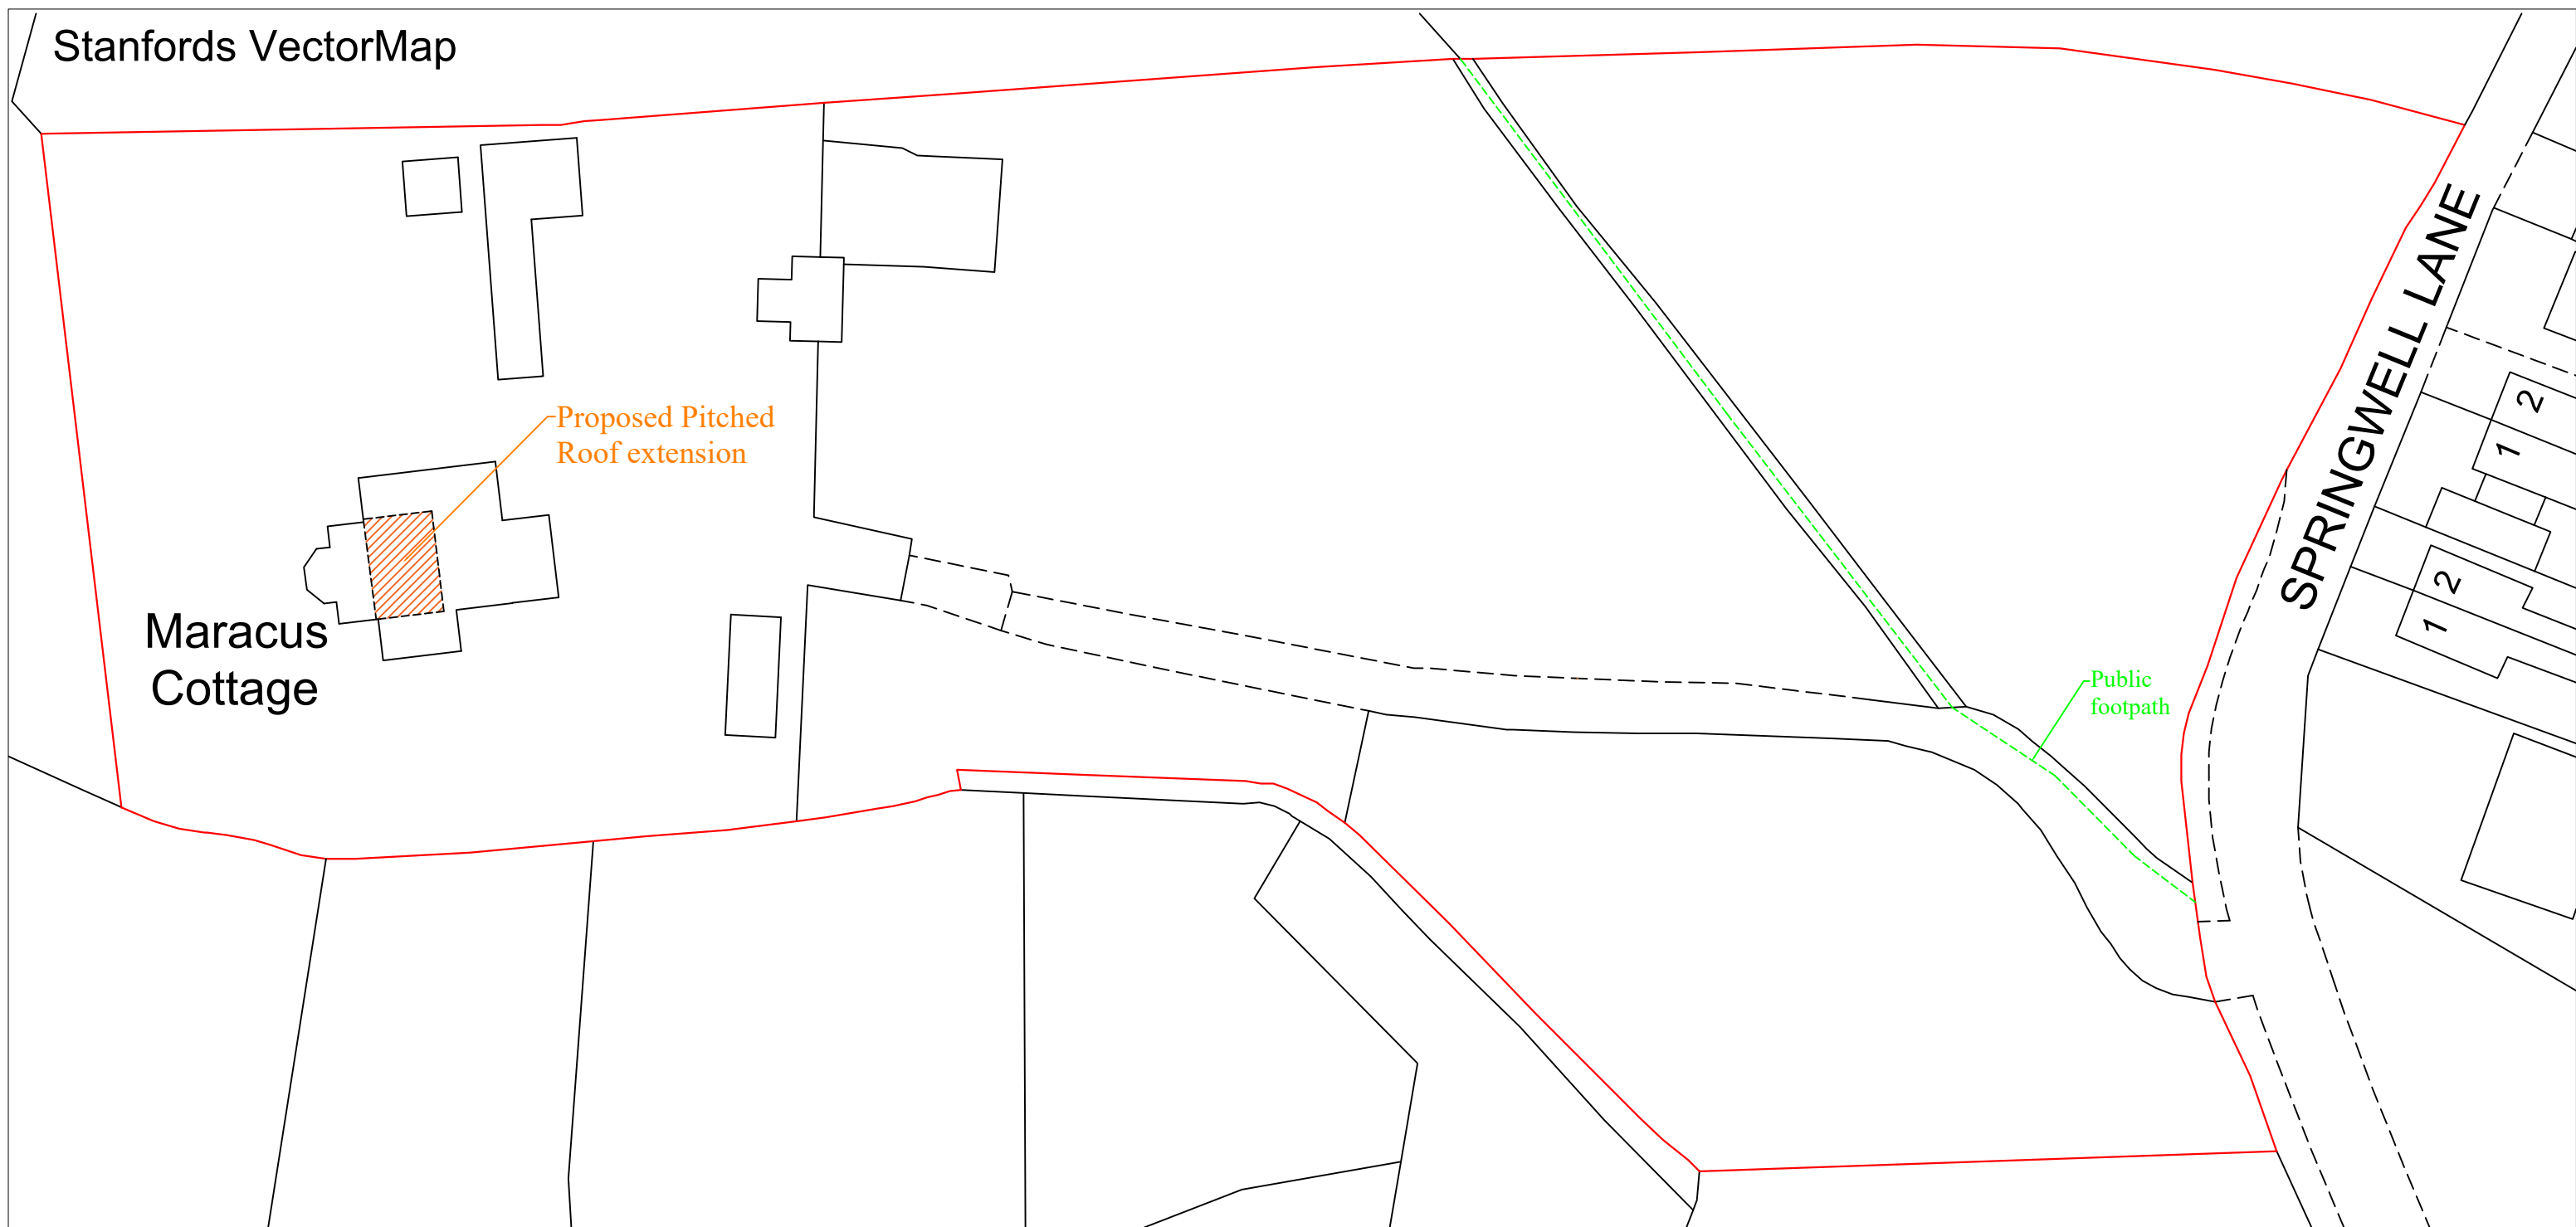 Stanfords VectorMap
Proposed Pitched
Roof extension
Maracus
Cottage
Public
footpath
SPRINGWELL LANE
2
1
2
1